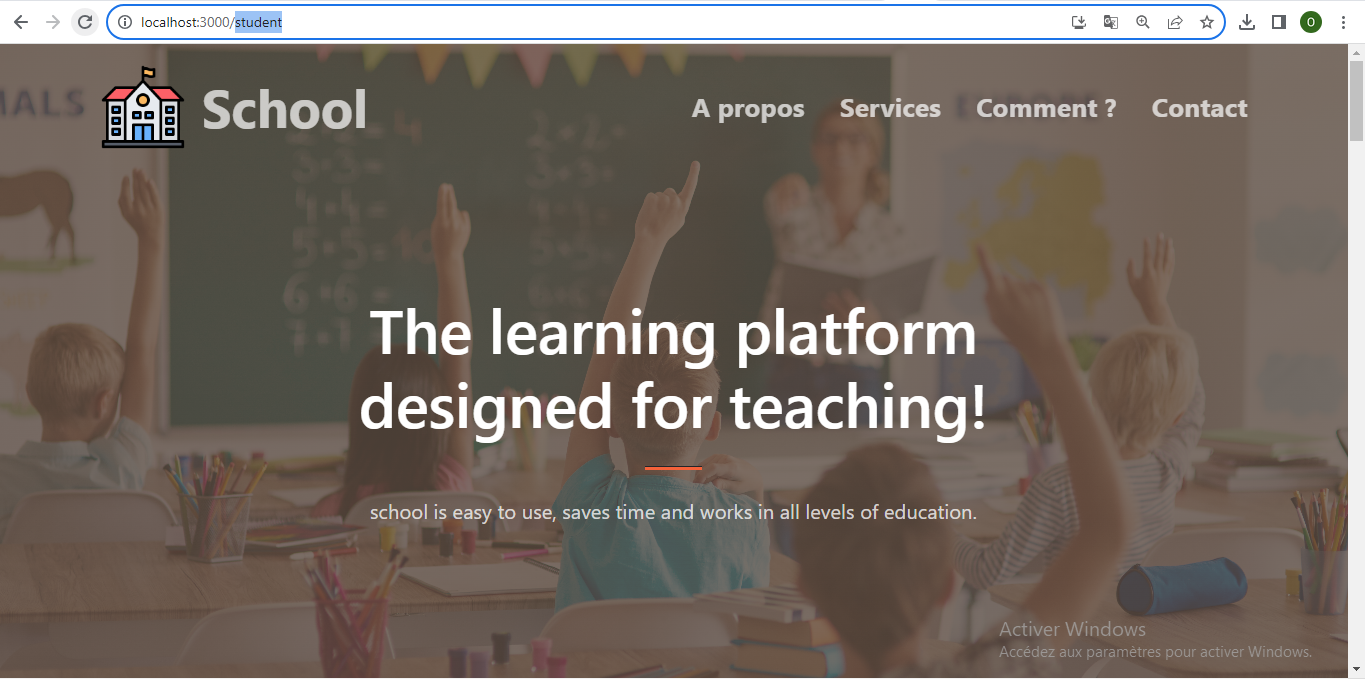 localhost:3000/student
O
School
A propos Services Comment ? Contact
The learning platform
designed for teaching!
school is easy to use, saves time and works in all levels of education.
Activer Windows
Accédez aux paramètres pour activer Windows.